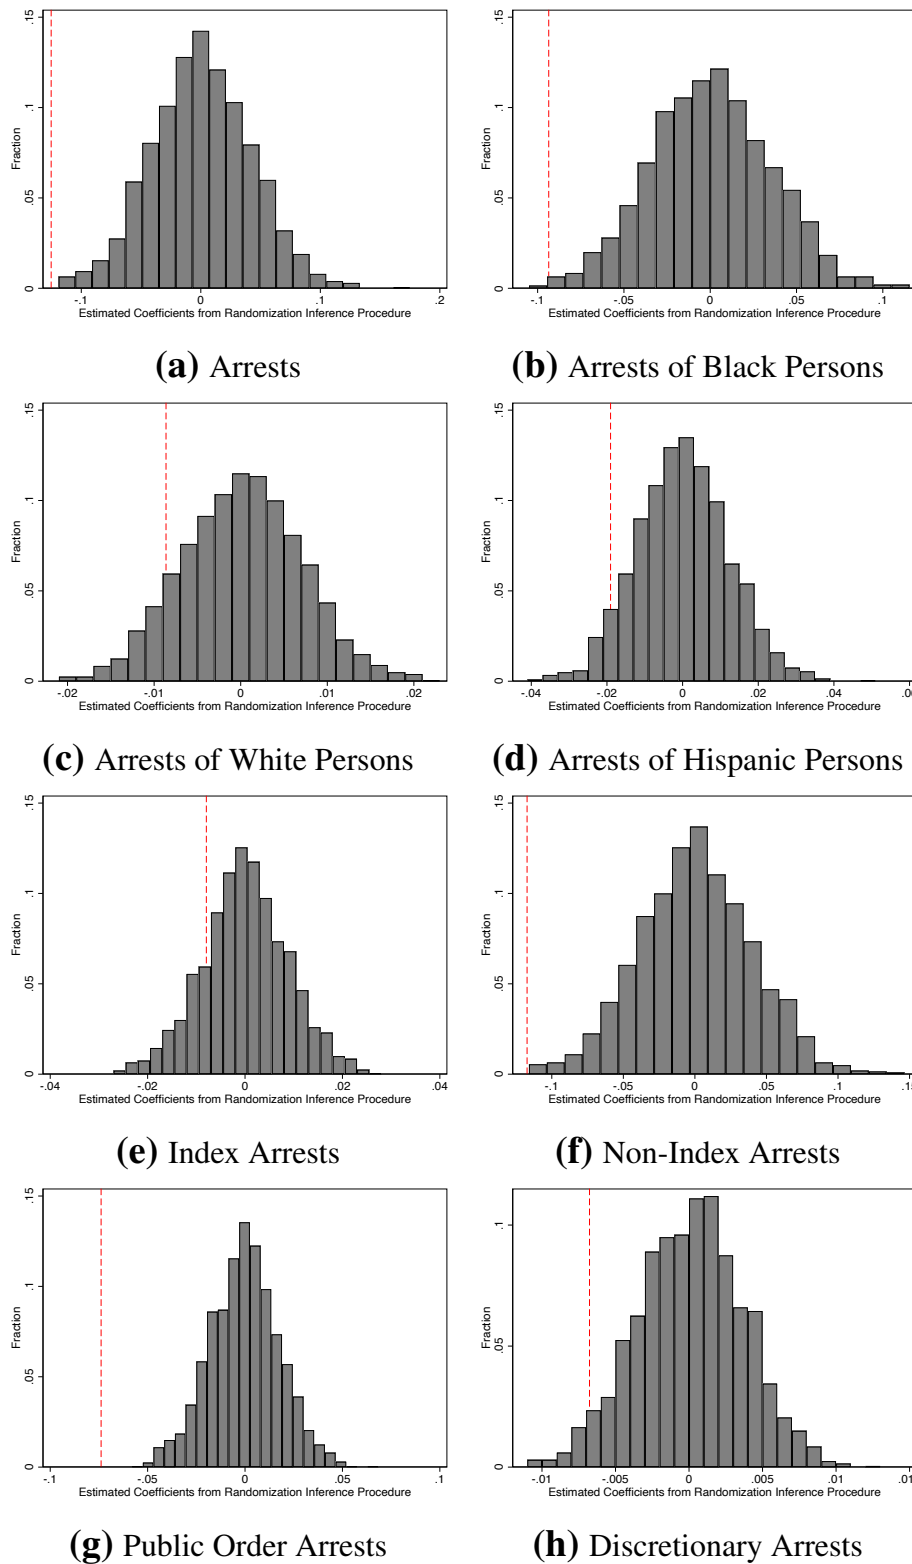 Fraction
0 .05 .1 .15
-.1 0 .1 .2
Estimated Coefficients from Randomization Inference Procedure
(a) Arrests
Fraction
0 .05 .1 .15
-.1 -.05 0 .05 .1
Estimated Coefficients from Randomization Inference Procedure
(b) Arrests of Black Persons
Fraction
0 .05 .1 .15
-.02 -.01 0 .01 .02
Estimated Coefficients from Randomization Inference Procedure
(c) Arrests of White Persons
Fraction
0 .05 .1 .15
-.04 -.02 0 .02 .04
Estimated Coefficients from Randomization Inference Procedure
(d) Arrests of Hispanic Persons
Fraction
0 .05 .1 .15
-.04 -.02 0 .02 .04
Estimated Coefficients from Randomization Inference Procedure
(e) Index Arrests
Fraction
0 .05 .1 .15
-.1 -.05 0 .05 .1
Estimated Coefficients from Randomization Inference Procedure
(f) Non-Index Arrests
Fraction
0 .05 .1 .15
-.1 -.05 0 .05 .1
Estimated Coefficients from Randomization Inference Procedure
(g) Public Order Arrests
Fraction
0 .05 .1
-.01 -.005 0 .005 .01
Estimated Coefficients from Randomization Inference Procedure
(h) Discretionary Arrests